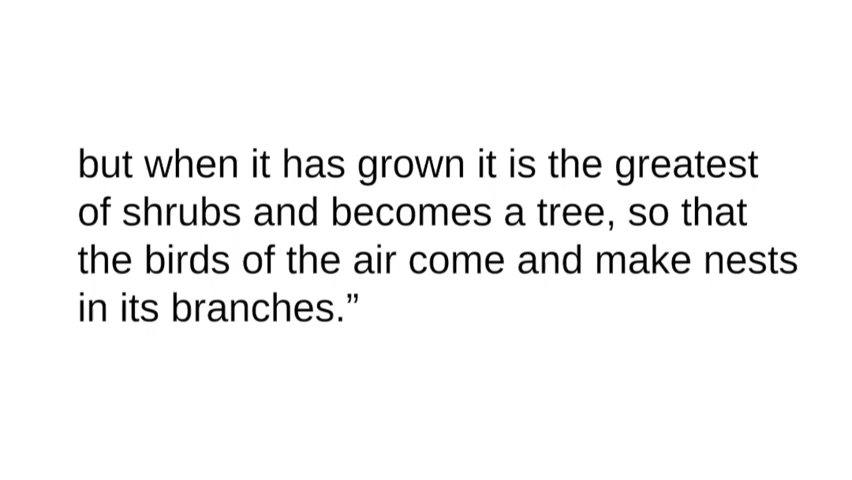 but when it has grown it is the greatest
of shrubs and becomes a tree, so that
the birds of the air come and make nests
in its branches.”